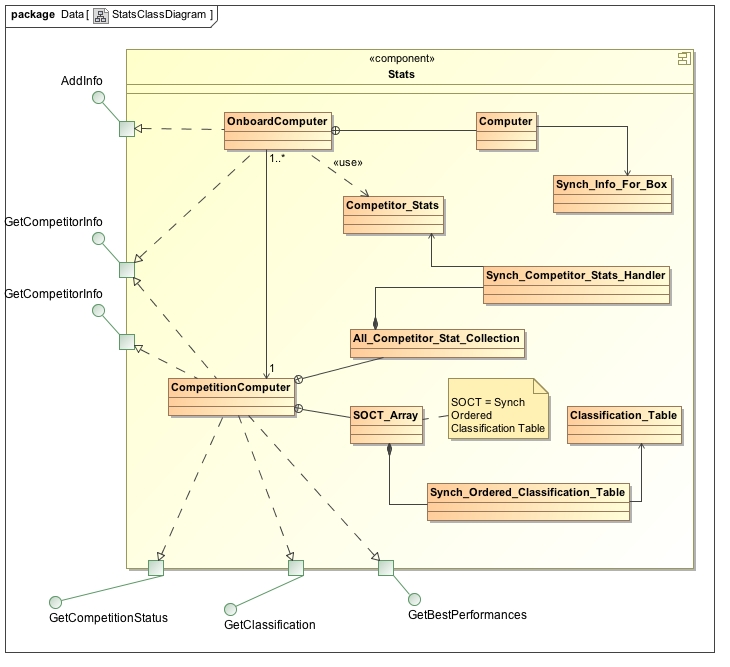 package Data[ StatsClassDiagram ]
«component»
Stats
AddInfo
OnboardComputer
Computer
1..*
«use»
Synch_Info_For_Box
Competitor_Stats
GetCompetitorInfo
Synch_Competitor_Stats_Handler
GetCompetitorInfo
All_Competitor_Stat_Collection
1
CompetitionComputer
SOCT_Array
SOCT = Synch
Ordered
Classification Table
Classification_Table
Synch_Ordered_Classification_Table
GetCompetitionStatus
GetClassification
GetBestPerformances